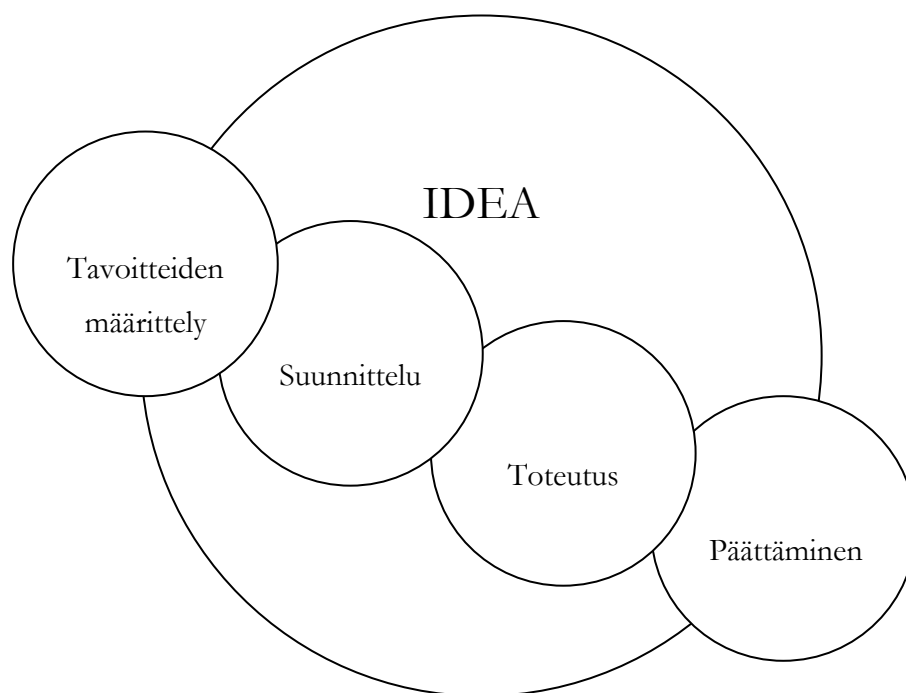 IDEA
Tavoitteiden
määrittely
Suunnittelu
Toteutus
Päättäminen